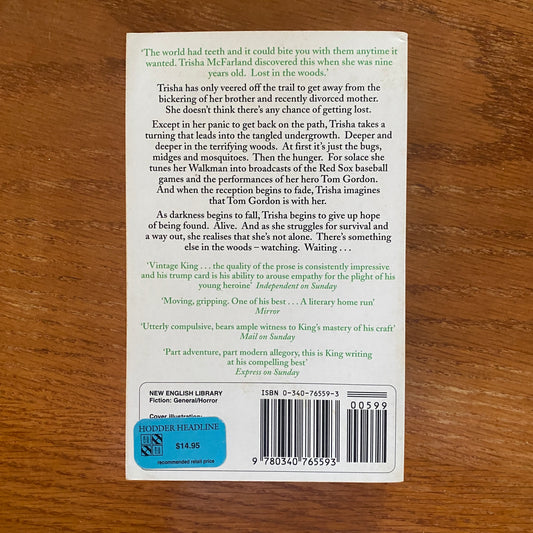 ‘The world had teeth and it could bite you with them anytime it
wanted. Trisha McFarland discovered this when she was nine
years old. Lost in the woods.’
Trisha has only veered off the trail to get away from the
bickering of her brother and recently divorced mother.
She doesn’t think there’s any chance of getting lost.
Except in her panic to get back on the path, Trisha takes a
turning that leads into the tangled undergrowth. Deeper and
deeper in the terrifying woods. At first it’s just the bugs,
midges and mosquitoes. Then the hunger. For solace she
tunes her Walkman into broadcasts of the Red Sox baseball
games and the performances of her hero Tom Gordon.
And when the reception begins to fade, Trisha imagines
that Tom Gordon is with her.
As darkness begins to fall, Trisha begins to give up hope
of being found. Alive. And as she struggles for survival and
a way out, she realises that she’s not alone. There’s something
else in the woods – watching. Waiting . . .
‘Vintage King . . . the quality of the prose is consistently impressive
and his trump card is his ability to arouse empathy for the plight of his
young heroine’ Independent on Sunday
‘Moving, gripping. One of his best . . . A literary home run’
Mirror
‘Utterly compulsive, bears ample witness to King’s mastery of his craft’
Mail on Sunday
‘Part adventure, part modern allegory, this is King writing
at his compelling best’
Express on Sunday
NEW ENGLISH LIBRARY
Fiction: General/Horror
Cover illustration:
HODDER HEADLINE
$14.95
recommended retail price
ISBN 0-340-76559-3
00599
9 780340 765593